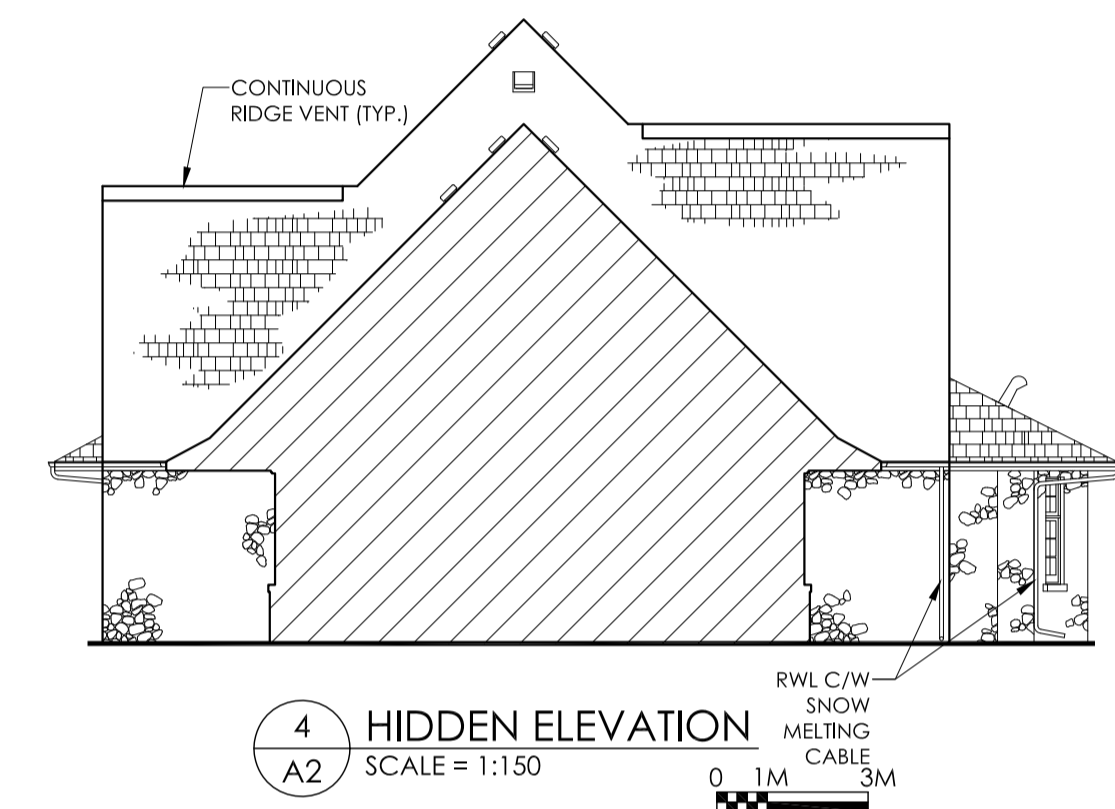 CONTINUOUS
RIDGE VENT (TYP.)
RWL C/W
SNOW
MELTING
CABLE
4
A2
HIDDEN ELEVATION
SCALE = 1:150
0 1M 3M